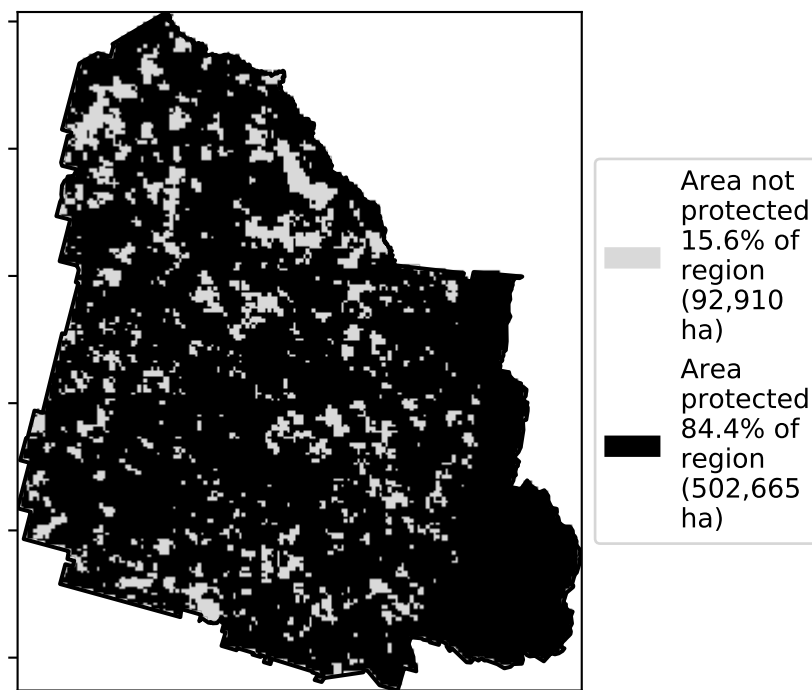 Area not
protected
15.6% of
region
(92,910
ha)
Area
protected
84.4% of
region
(502,665
ha)